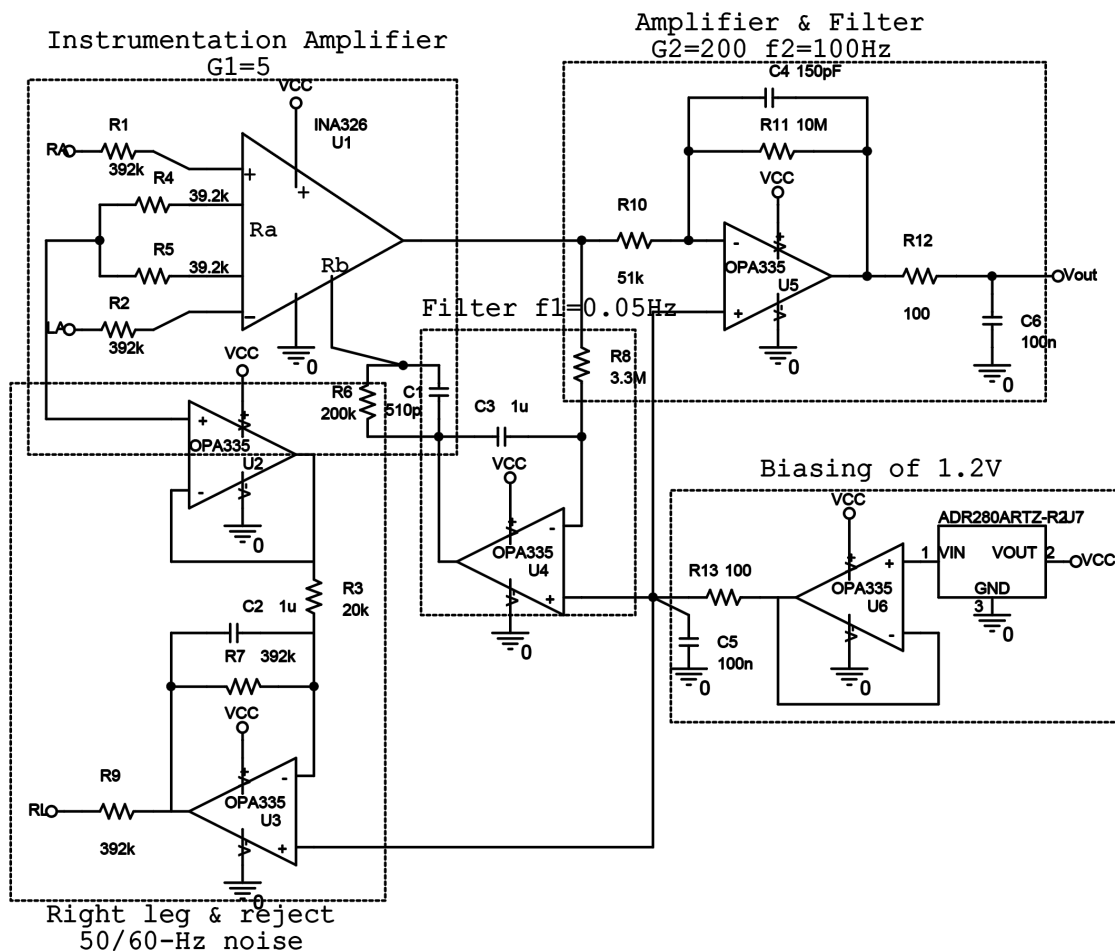 Instrumentation Amplifier
G1=5
Amplifier & Filter
G2=200 f2=100Hz
VCC
INA326
U1
R1
392k
RA
R4
39.2k
Ra
R5
39.2k
Rb
R2
392k
LA
+
+
−
0
C4 150pF
R11 10M
VCC
R10
51k
OPA335
U5
V+
V-
-
+
0
R12
100
Vout
C6
100n
0
Filter f1=0.05Hz
R8
3.3M
R6
200k
C1
510p
C3 1u
VCC
OPA335
U4
V+
V-
-
+
0
VCC
OPA335
U2
V+
V-
+
-
0
R3
20k
C2 1u
R7 392k
VCC
OPA335
U3
V+
V-
-
+
0
R9
392k
RL
Right leg & reject
50/60-Hz noise
Biasing of 1.2V
VCC
ADR280ARTZ-R2U7
1 VIN VOUT 2
GND
3
VCC
0
OPA335
U6
V+
V-
+
-
0
R13 100
C5
100n
0